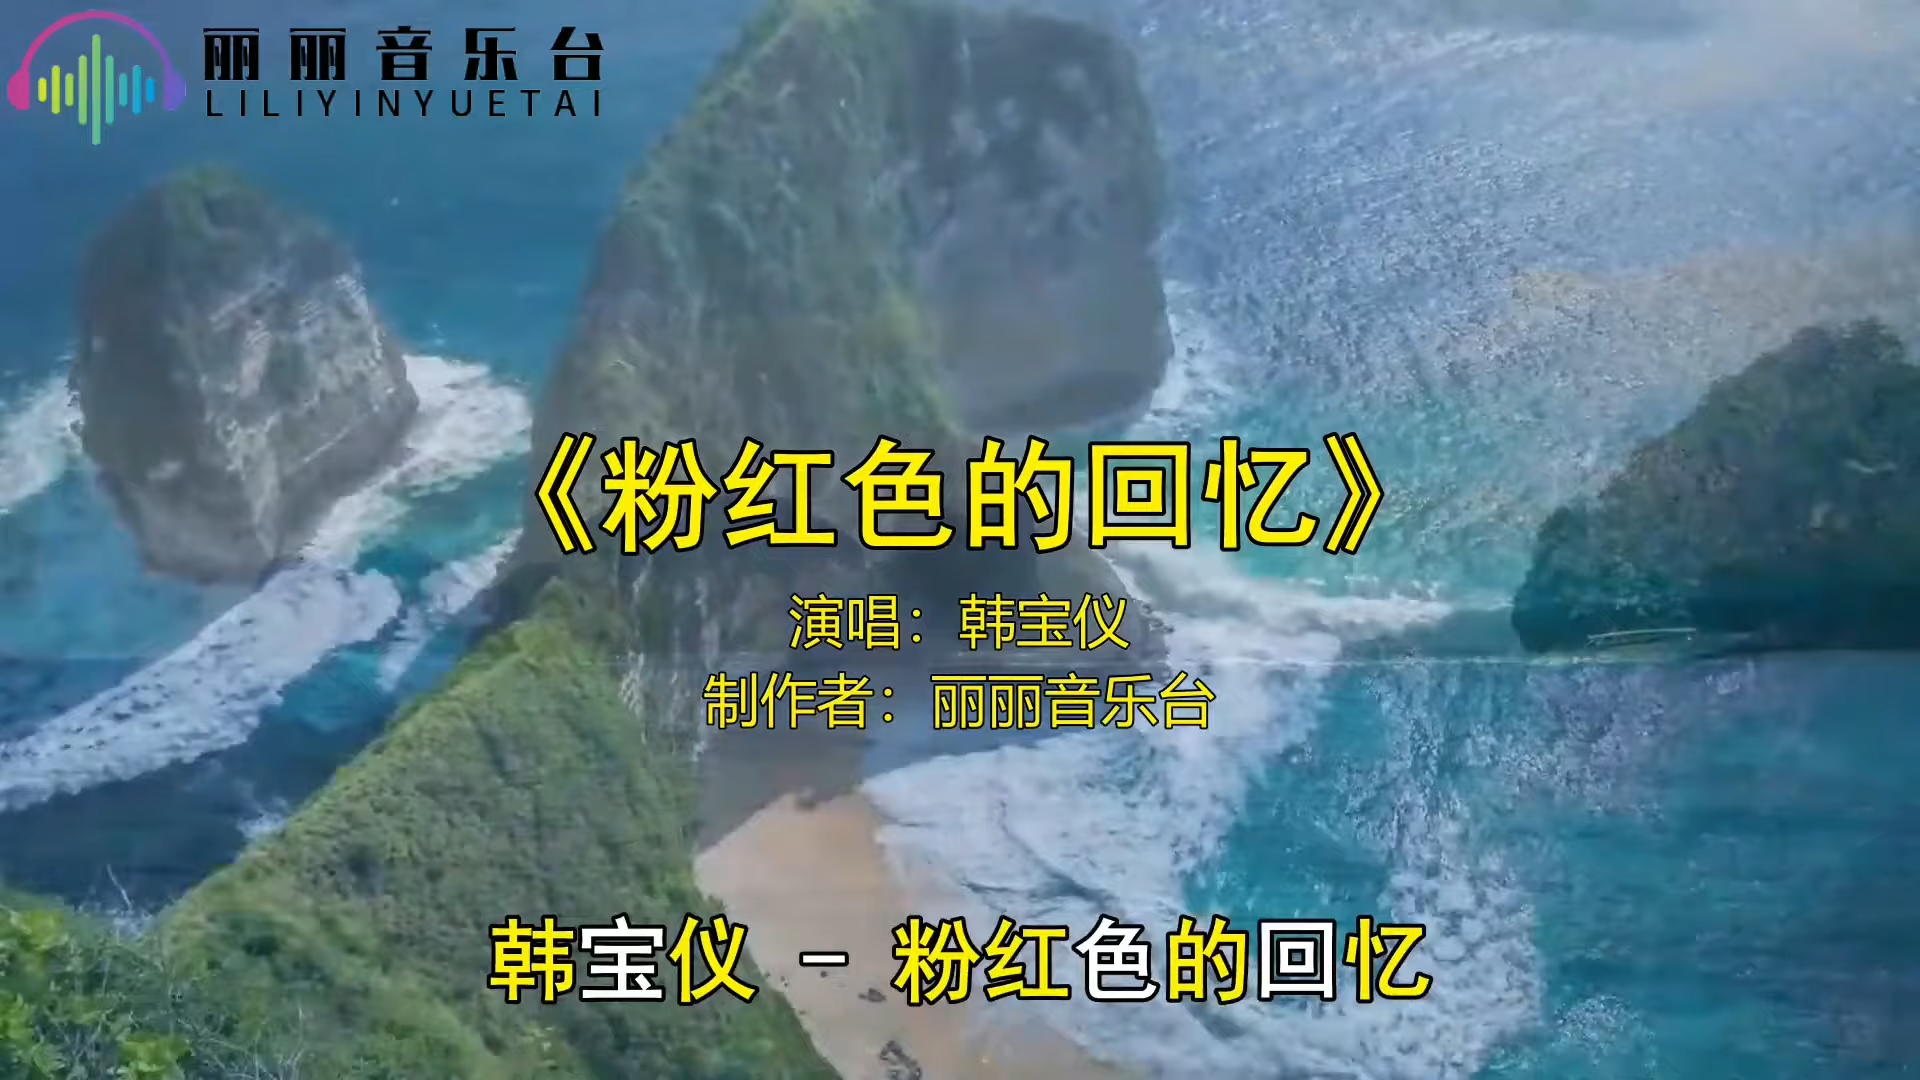 丽丽音乐台
LILIYINYUETAI
《粉红色的回忆》
演唱：韩宝仪
制作者：丽丽音乐台
韩宝仪 - 粉红色的回忆